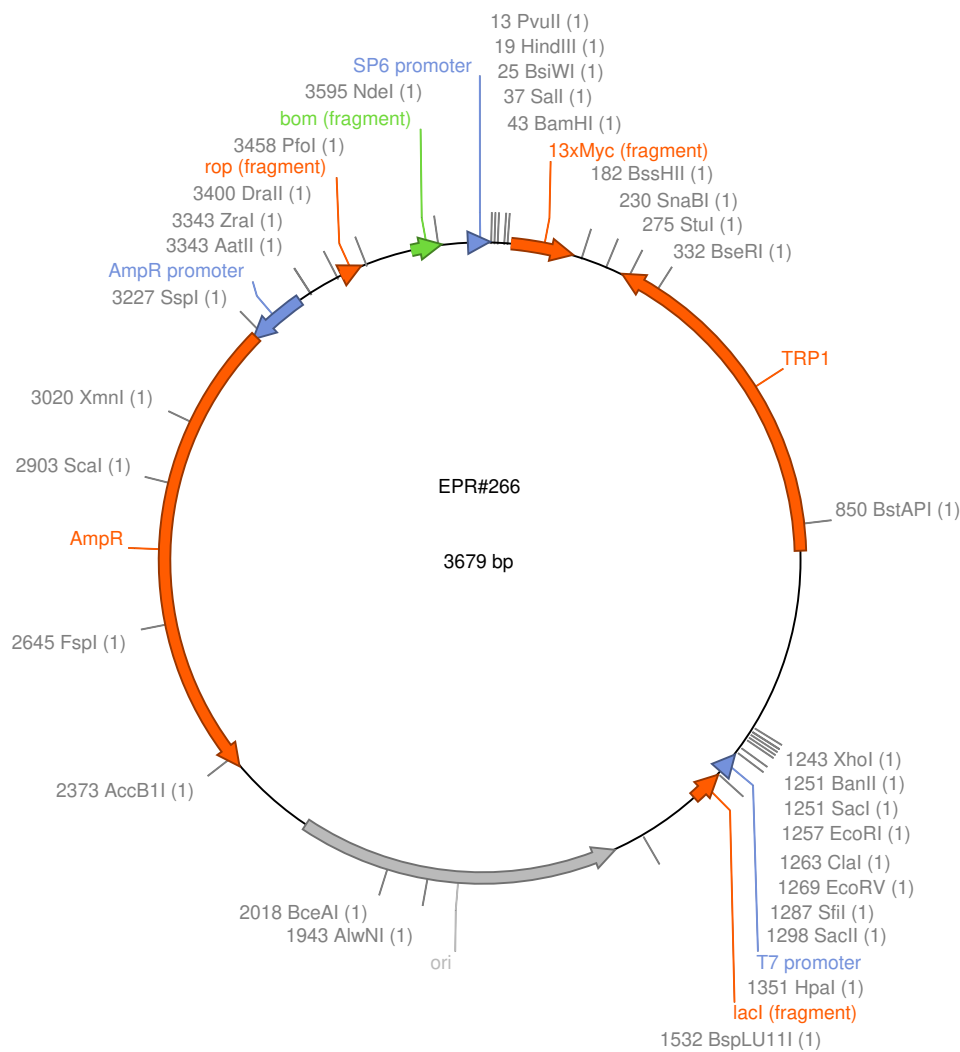 13 PvuII (1)
19 HindIII (1)
SP6 promoter
25 BsiWI (1)
3595 NdeI (1)
37 SalI (1)
bom (fragment)
43 BamHI (1)
3458 PfoI (1)
13xMyc (fragment)
rop (fragment)
182 BssHII (1)
3400 DraII (1)
230 SnaBI (1)
3343 ZraI (1)
275 StuI (1)
3343 AatII (1)
332 BseRI (1)
AmpR promoter
3227 SspI (1)
TRP1
3020 XmnI (1)
2903 ScaI (1)
EPR#266
850 BstAPI (1)
AmpR
3679 bp
2645 FspI (1)
1243 XhoI (1)
1251 BanII (1)
2373 AccB1I (1)
1251 SacI (1)
1257 EcoRI (1)
1263 ClaI (1)
1269 EcoRV (1)
2018 BceAI (1)
1287 SfiI (1)
1943 AlwNI (1)
1298 SacII (1)
ori
T7 promoter
1351 HpaI (1)
lacI (fragment)
1532 BspLU11I (1)